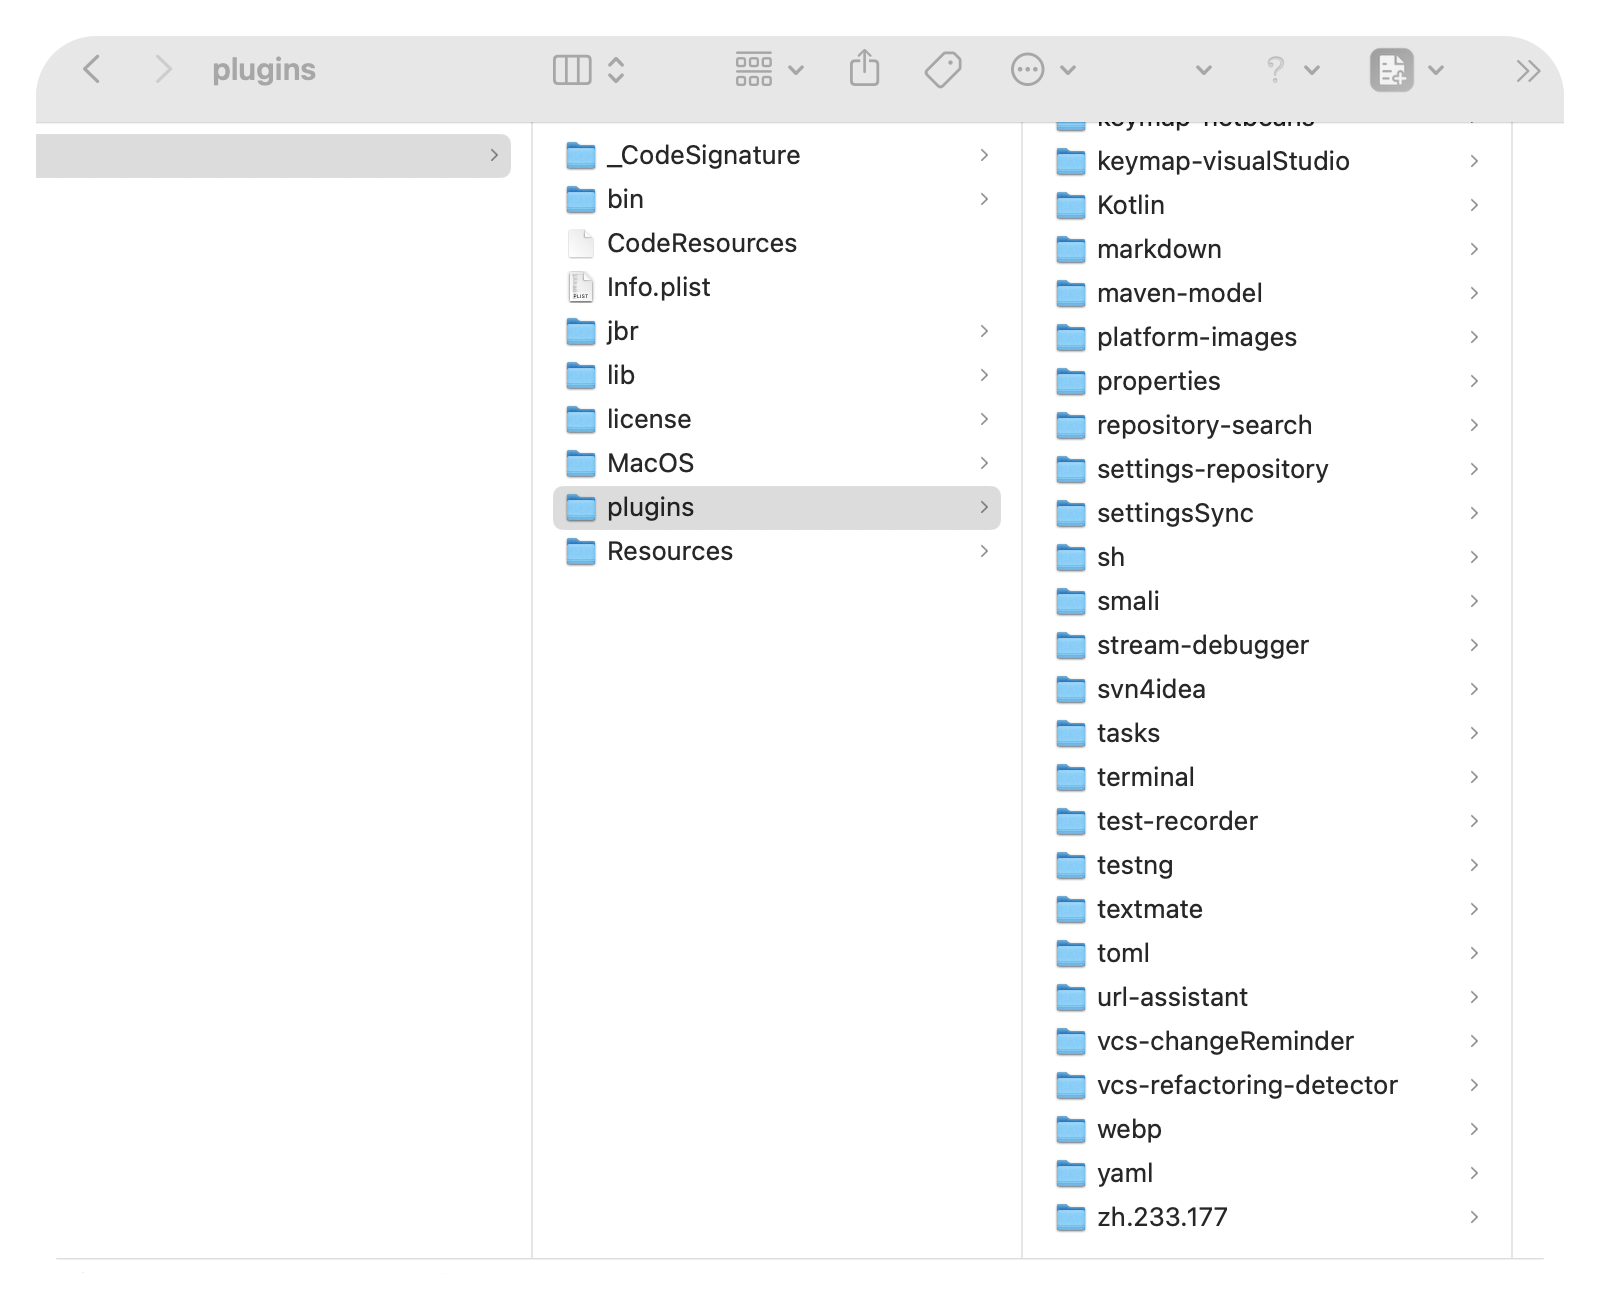 plugins
_CodeSignature
bin
CodeResources
Info.plist
jbr
lib
license
MacOS
plugins
Resources
keymap-netbeans
keymap-visualStudio
Kotlin
markdown
maven-model
platform-images
properties
repository-search
settings-repository
settingsSync
sh
smali
stream-debugger
svn4idea
tasks
terminal
test-recorder
testng
textmate
toml
url-assistant
vcs-changeReminder
vcs-refactoring-detector
webp
yaml
zh.233.177